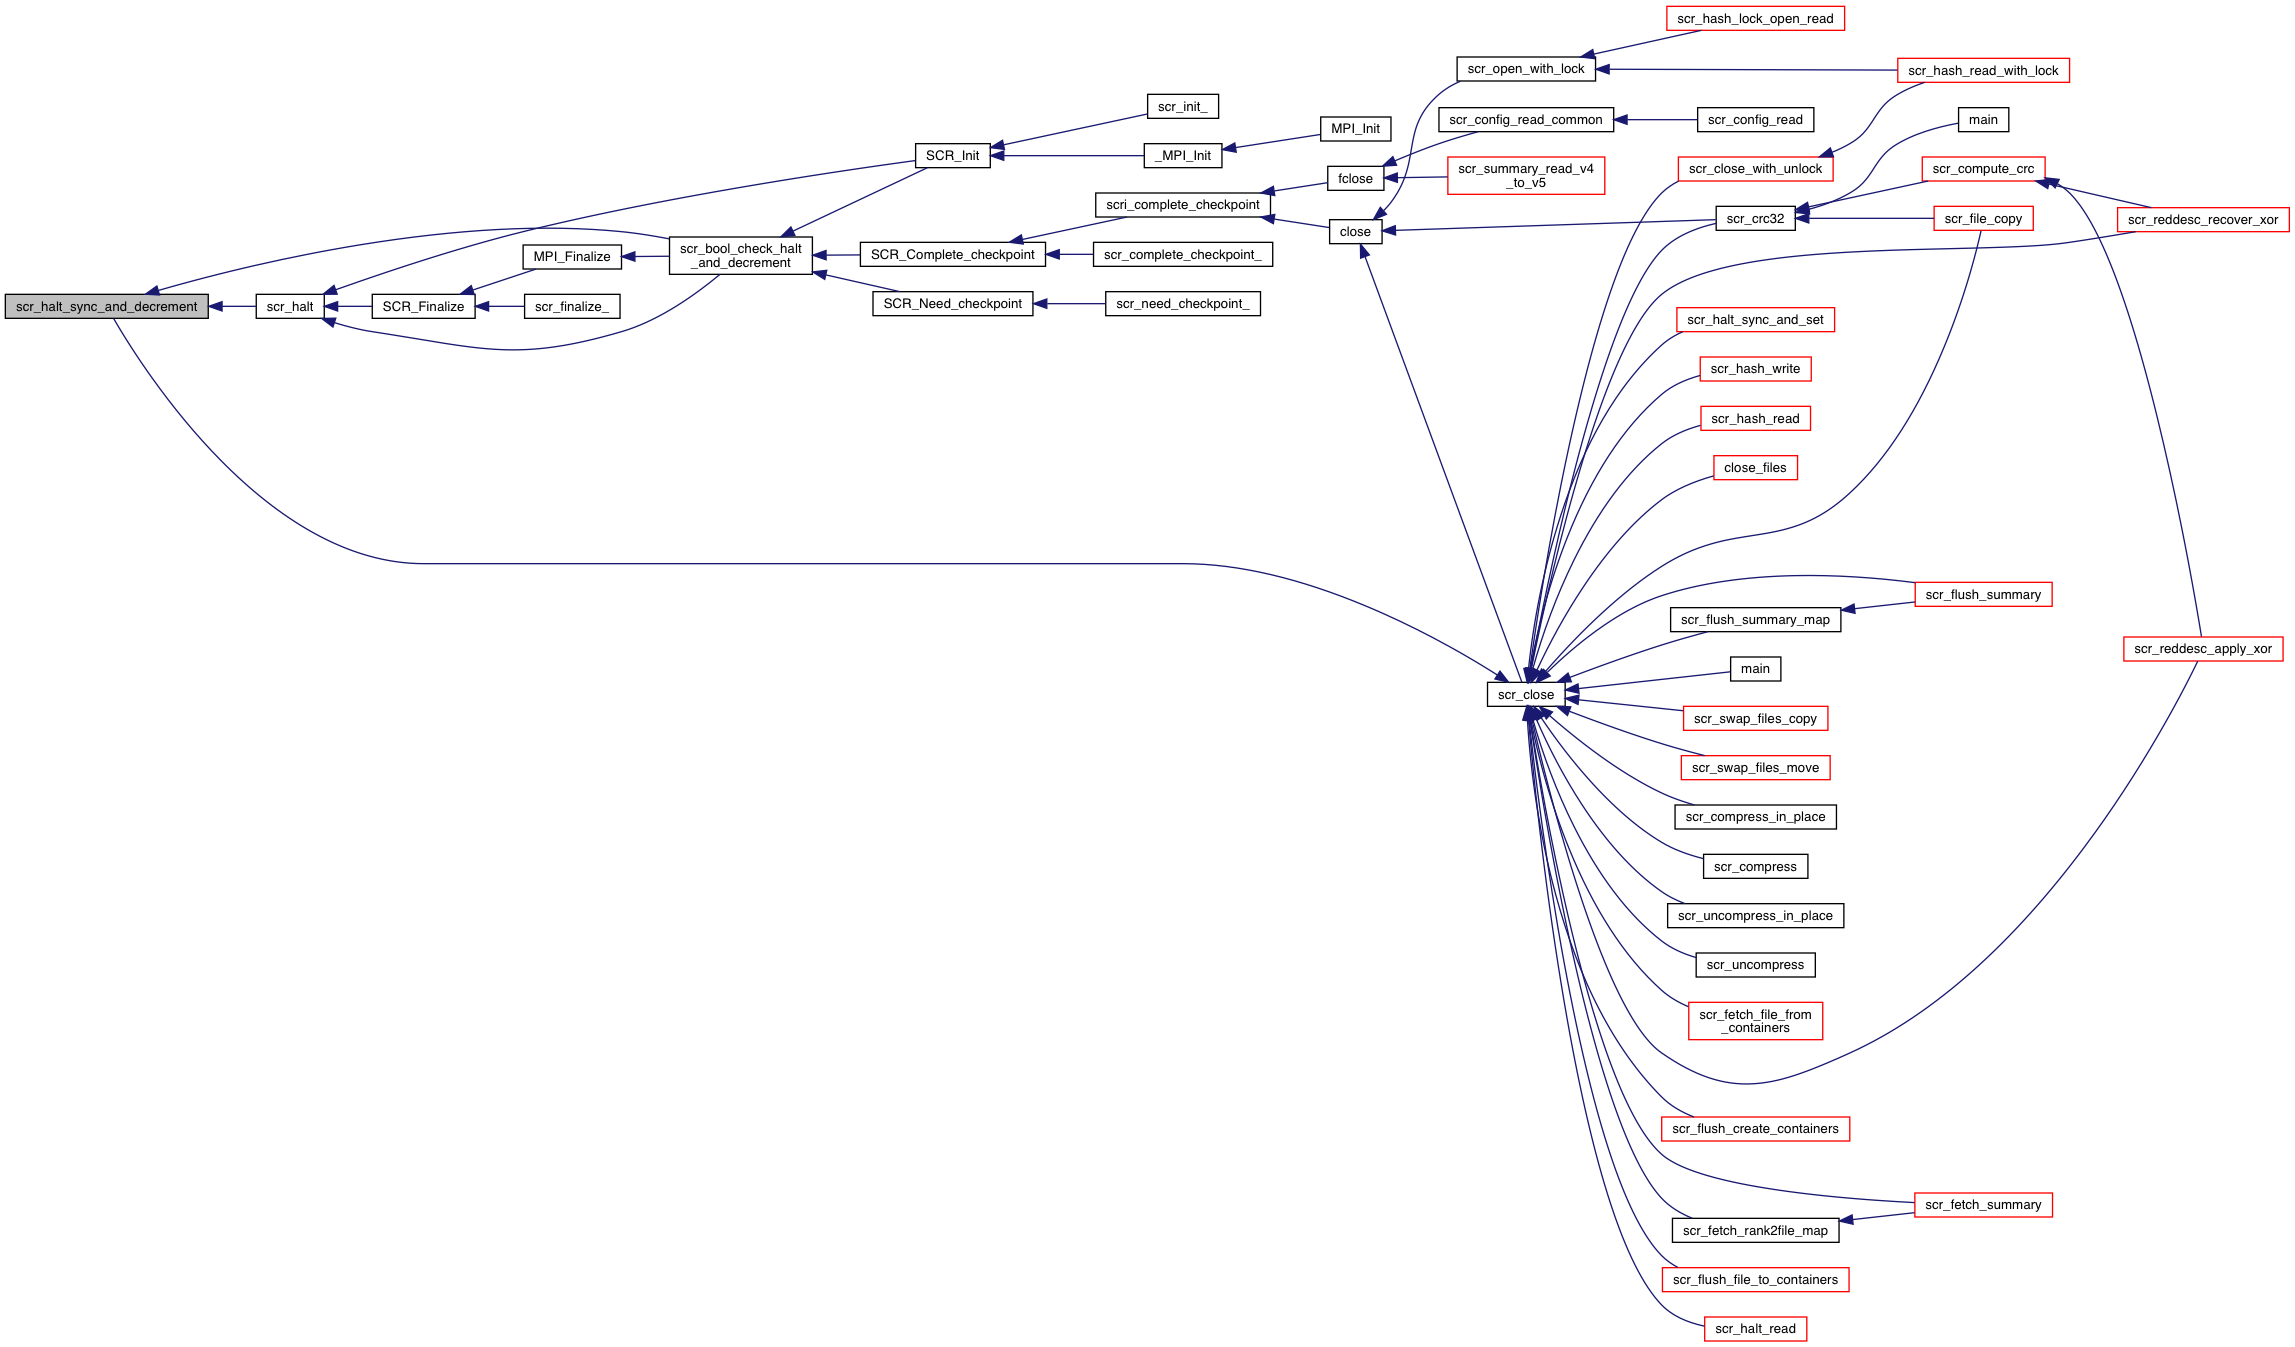 scr_hash_lock_open_read
scr_open_with_lock
scr_hash_read_with_lock
scr_init_
scr_config_read_common
scr_config_read
main
MPI_Init
SCR_Init
_MPI_Init
scr_summary_read_v4
_to_v5
scr_close_with_unlock
scr_compute_crc
fclose
scri_complete_checkpoint
close
scr_crc32
scr_file_copy
scr_reddesc_recover_xor
scr_bool_check_halt
_and_decrement
MPI_Finalize
SCR_Complete_checkpoint
scr_complete_checkpoint_
scr_halt_sync_and_decrement
scr_halt
SCR_Finalize
scr_finalize_
SCR_Need_checkpoint
scr_need_checkpoint_
scr_halt_sync_and_set
scr_hash_write
scr_hash_read
close_files
scr_flush_summary
scr_flush_summary_map
scr_reddesc_apply_xor
main
scr_close
scr_swap_files_copy
scr_swap_files_move
scr_compress_in_place
scr_compress
scr_uncompress_in_place
scr_uncompress
scr_fetch_file_from
_containers
scr_flush_create_containers
scr_fetch_summary
scr_fetch_rank2file_map
scr_flush_file_to_containers
scr_halt_read